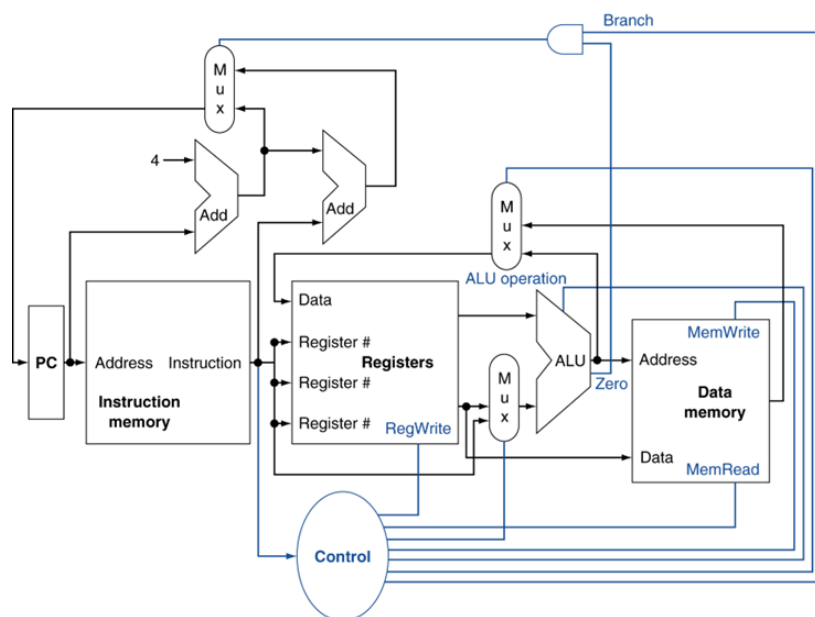 Branch
M
u
x
4
Add
Add
M
u
x
ALU operation
Data
Register #
Register #
Register #
Registers
RegWrite
PC
Address
Instruction
Instruction
memory
M
u
x
ALU
Zero
MemWrite
Address
Data
memory
Data
MemRead
Control